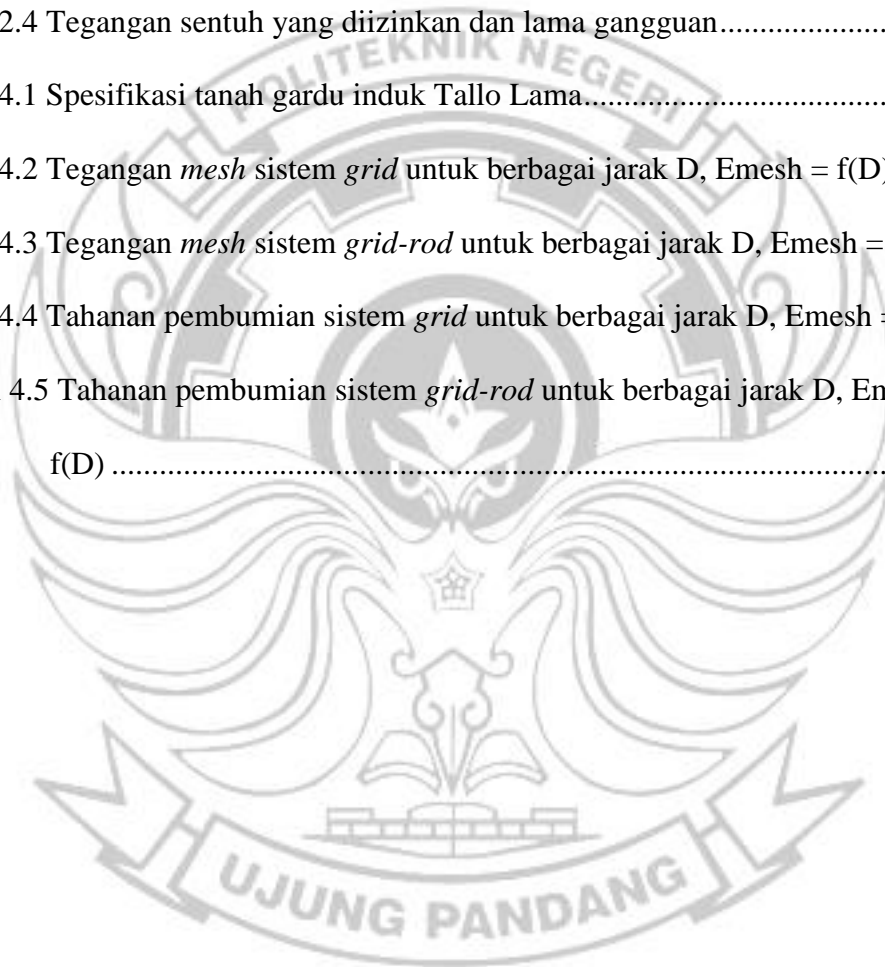 2.4 Tegangan sentuh yang diizinkan dan lama gangguan....................
4.1 Spesifikasi tanah gardu induk Tallo Lama.....................................
4.2 Tegangan mesh sistem grid untuk berbagai jarak D, Emesh = f(D)
4.3 Tegangan mesh sistem grid-rod untuk berbagai jarak D, Emesh =
4.4 Tahanan pembumian sistem grid untuk berbagai jarak D, Emesh =
4.5 Tahanan pembumian sistem grid-rod untuk berbagai jarak D, Em
f(D) ................................................................................................
POLITEKNIK NEGERI
UJUNG PANDANG